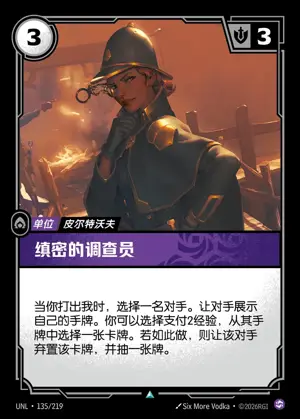 3
3
单位 皮尔特沃夫
缜密的调查员
当你打出我时，选择一名对手。让对手展示
自己的手牌。你可以选择支付2经验，从其手
牌中选择一张卡牌。若如此做，则让该对手
弃置该卡牌，并抽一张牌。
UNL • 135/219
Six More Vodka • ©2026RGI